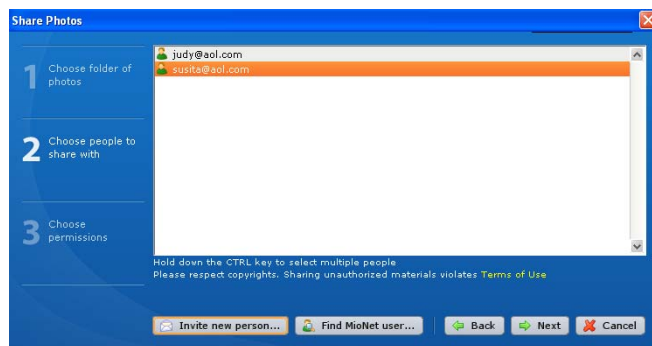 Share Photos
judy@aol.com
susita@aol.com
1 Choose folder of
photos
2 Choose people to
share with
3 Choose
permissions
Hold down the CTRL key to select multiple people
Please respect copyrights. Sharing unauthorized materials violates Terms of Use
Invite new person... Find MioNet user... Back Next Cancel